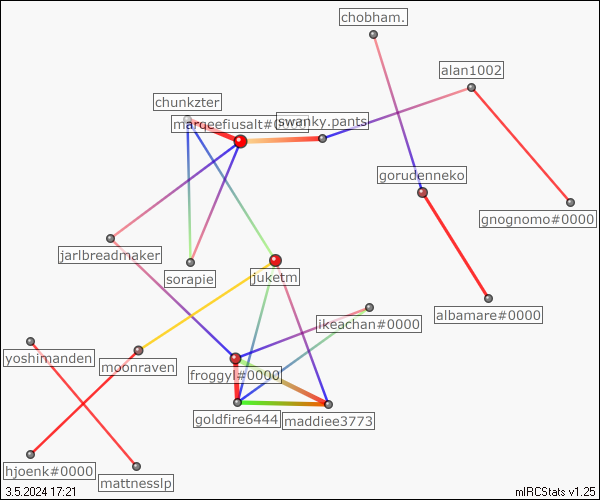 chobham.
alan1002
chunkzter
marqeefiusalt#0000
swanky.pants
gorudenneko
gnognomo#0000
jarlbreadmaker
sorapie
juketm
albamare#0000
ikeachan#0000
yoshimanden
moonraven
froggyl#0000
goldfire6444
maddiee3773
hjoenk#0000
mattnesslp
3.5.2024 17:21
mIRCStats v1.25